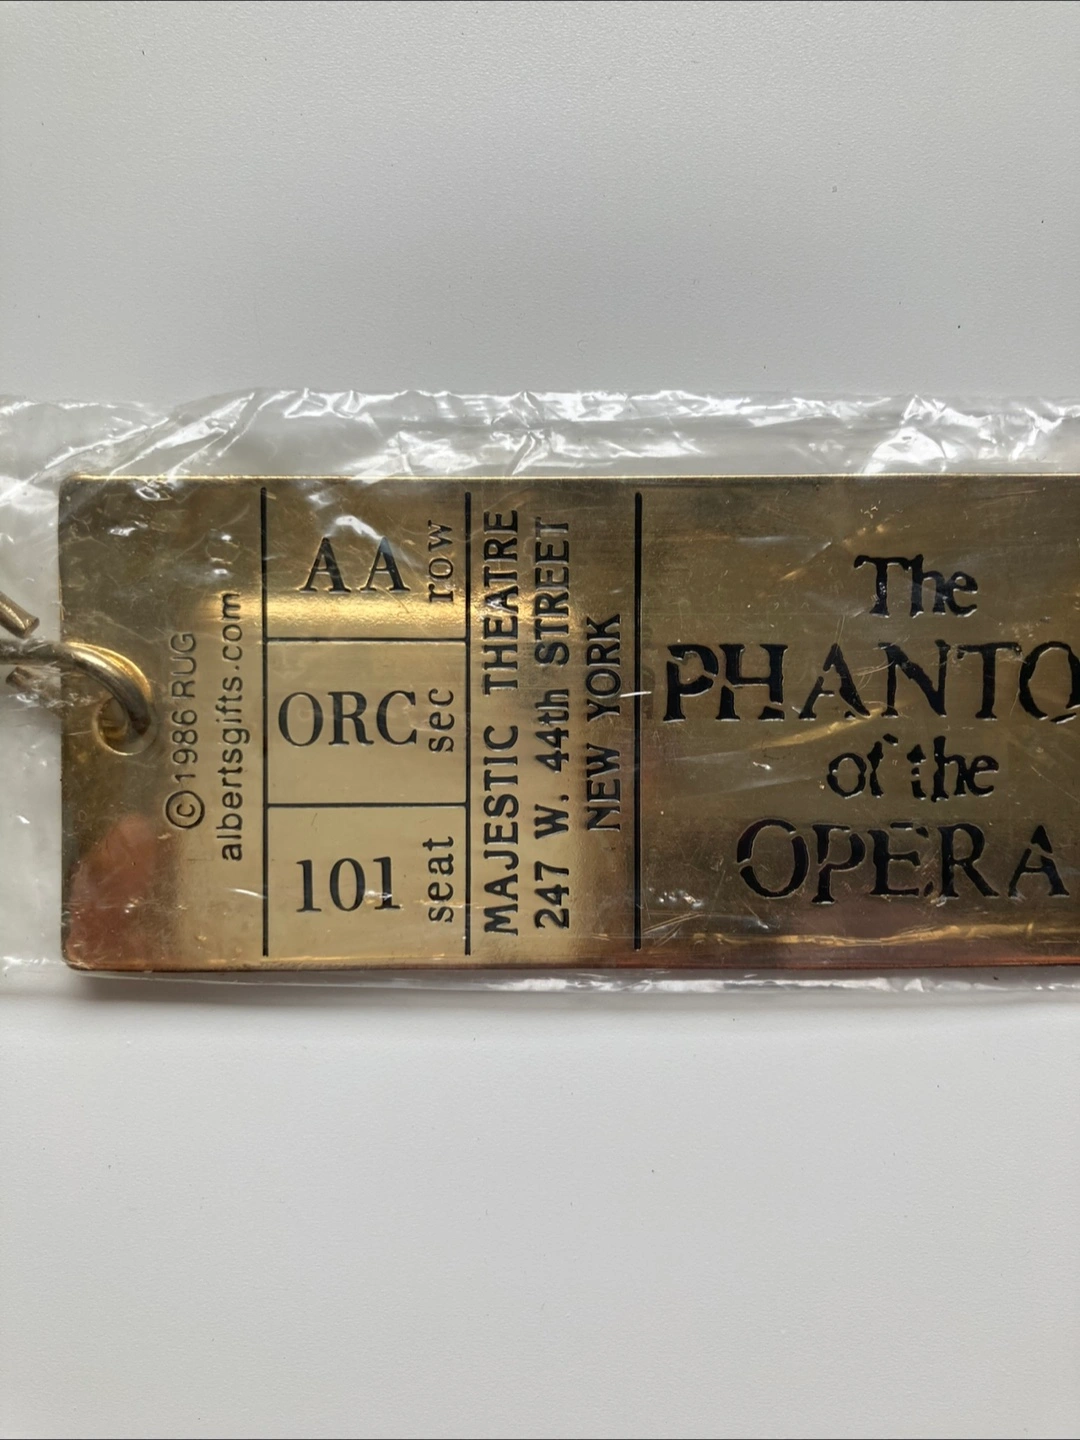 ©1986 RUG
albertsgifts.com
AA row
ORC sec
101 seat
MAJESTIC THEATRE
247 W. 44th STREET
NEW YORK
The
PHANTO
of the
OPERA